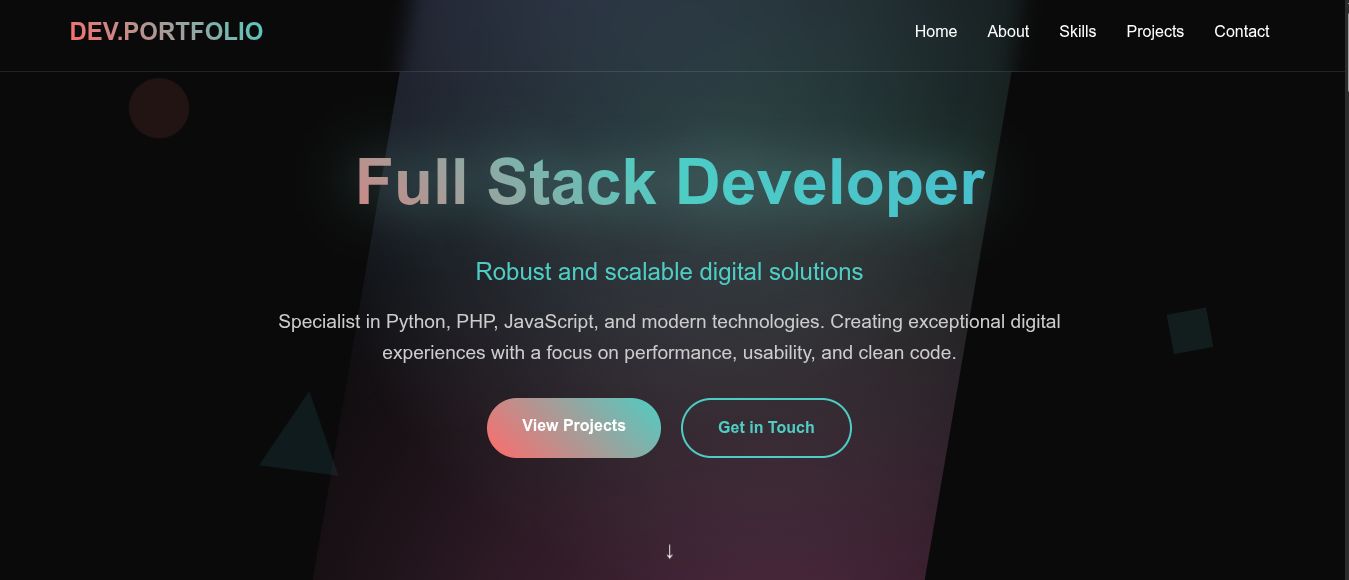 DEV.PORTFOLIO
Home About Skills Projects Contact
Full Stack Developer
Robust and scalable digital solutions
Specialist in Python, PHP, JavaScript, and modern technologies. Creating exceptional digital
experiences with a focus on performance, usability, and clean code.
View Projects
Get in Touch
↓